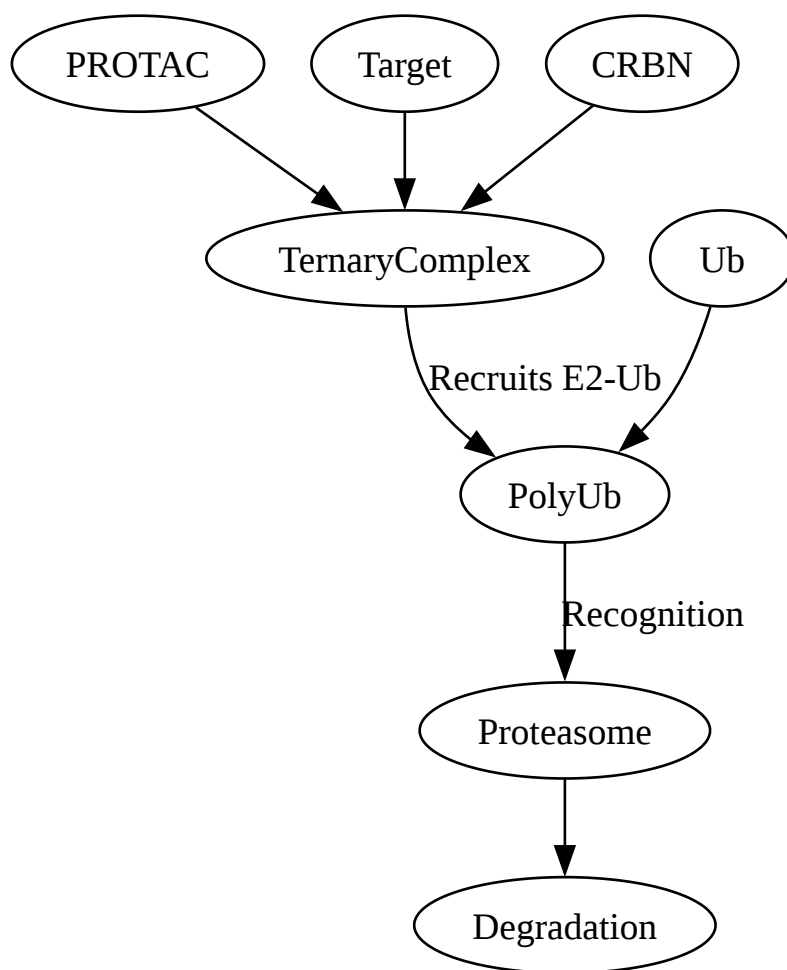 PROTAC
Target
CRBN
TernaryComplex
Ub
Recruits E2-Ub
PolyUb
Recognition
Proteasome
Degradation